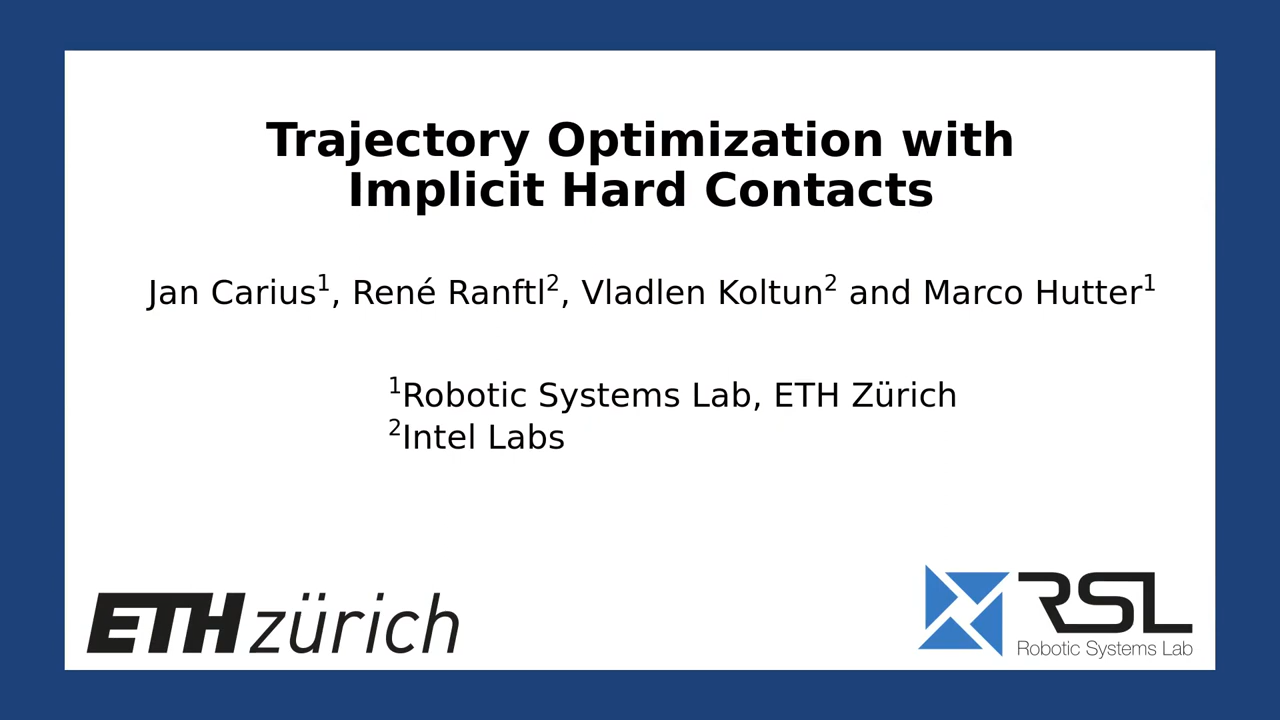 Trajectory Optimization with
Implicit Hard Contacts
Jan Carius¹, René Ranftl², Vladlen Koltun² and Marco Hutter¹
¹Robotic Systems Lab, ETH Zürich
²Intel Labs
ETH zürich
RSL
Robotic Systems Lab